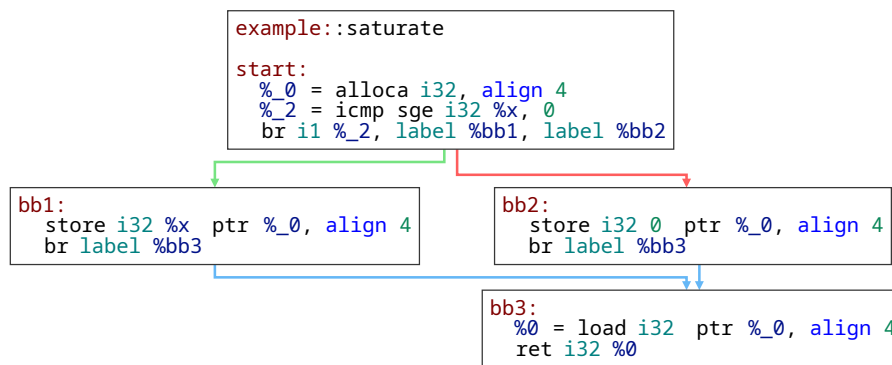 example::saturate
start:
%_0 = alloca i32, align 4
%_2 = icmp sge i32 %x, 0
br i1 %_2, label %bb1, label %bb2
bb1:
store i32 %x ptr %_0, align 4
br label %bb3
bb2:
store i32 0 ptr %_0, align 4
br label %bb3
bb3:
%0 = load i32 ptr %_0, align 4
ret i32 %0